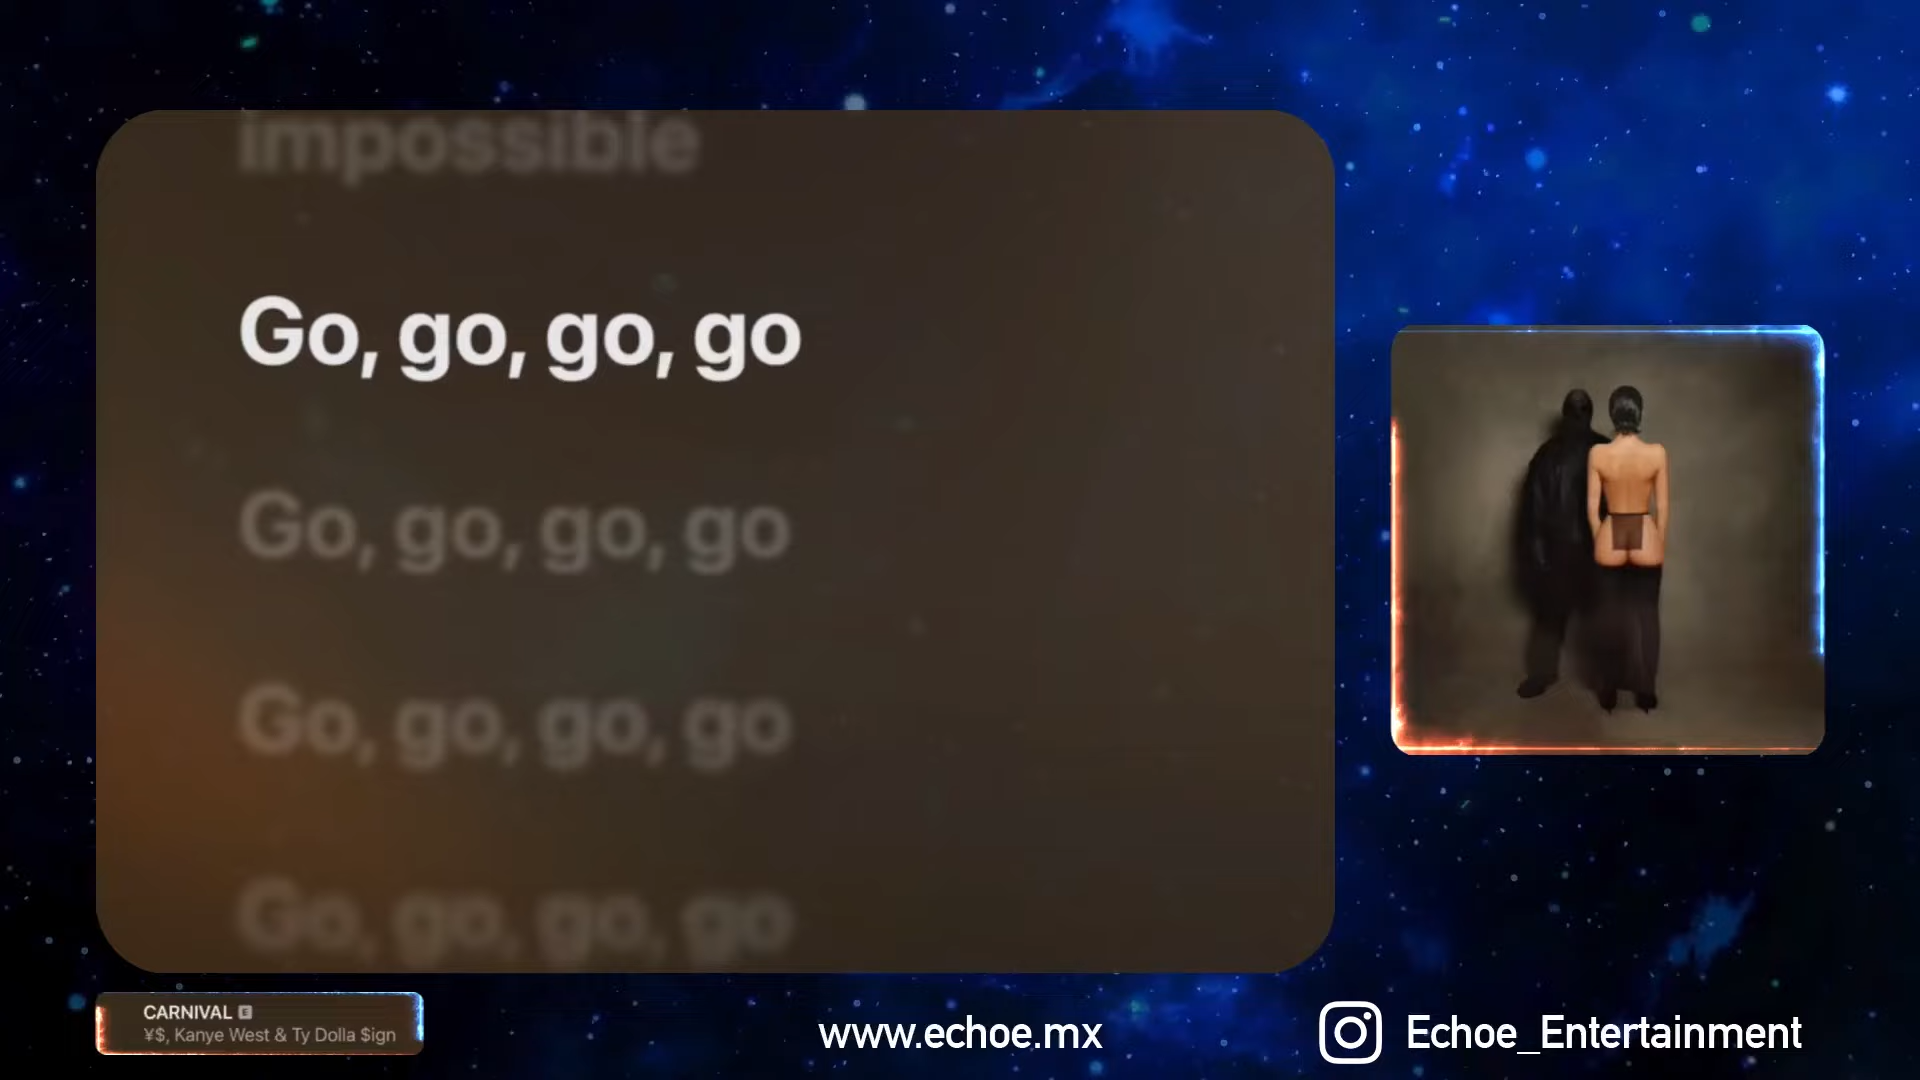 impossible
Go, go, go, go
Go, go, go, go
Go, go, go, go
Go, go, go, go
CARNIVAL E
¥$, Kanye West & Ty Dolla $ign
www.echoe.mx
Echoe_Entertainment